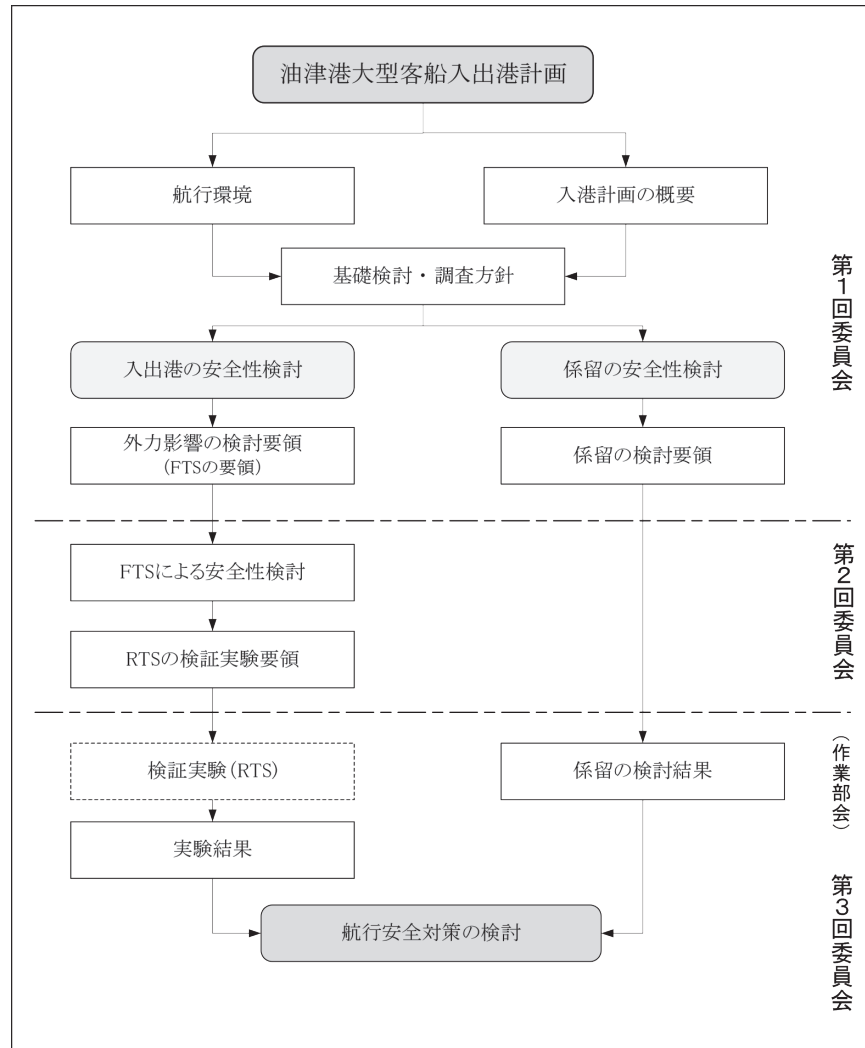 油津港大型客船入出港計画
航行環境
入港計画の概要
基礎検討・調査方針
入出港の安全性検討
係留の安全性検討
外力影響の検討要領
(FTSの要領)
係留の検討要領
第1回委員会
FTSによる安全性検討
RTSの検証実験要領
第2回委員会
検証実験(RTS)
係留の検討結果
(作業部会)
実験結果
航行安全対策の検討
第3回委員会